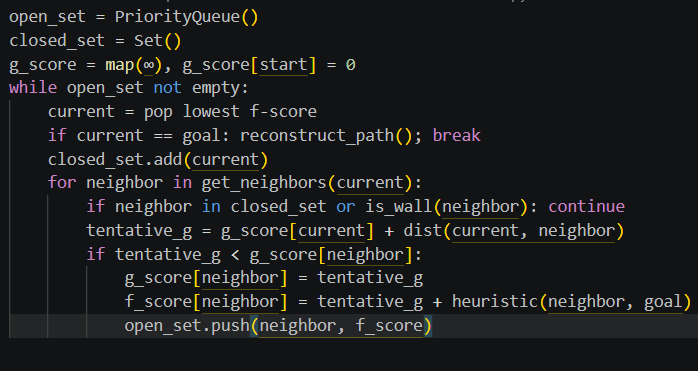 open_set = PriorityQueue()
closed_set = Set()
g_score = map(∞), g_score[start] = 0
while open_set not empty:
    current = pop lowest f-score
    if current == goal: reconstruct_path(); break
    closed_set.add(current)
    for neighbor in get_neighbors(current):
        if neighbor in closed_set or is_wall(neighbor): continue
        tentative_g = g_score[current] + dist(current, neighbor)
        if tentative_g < g_score[neighbor]:
            g_score[neighbor] = tentative_g
            f_score[neighbor] = tentative_g + heuristic(neighbor, goal)
            open_set.push(neighbor, f_score)